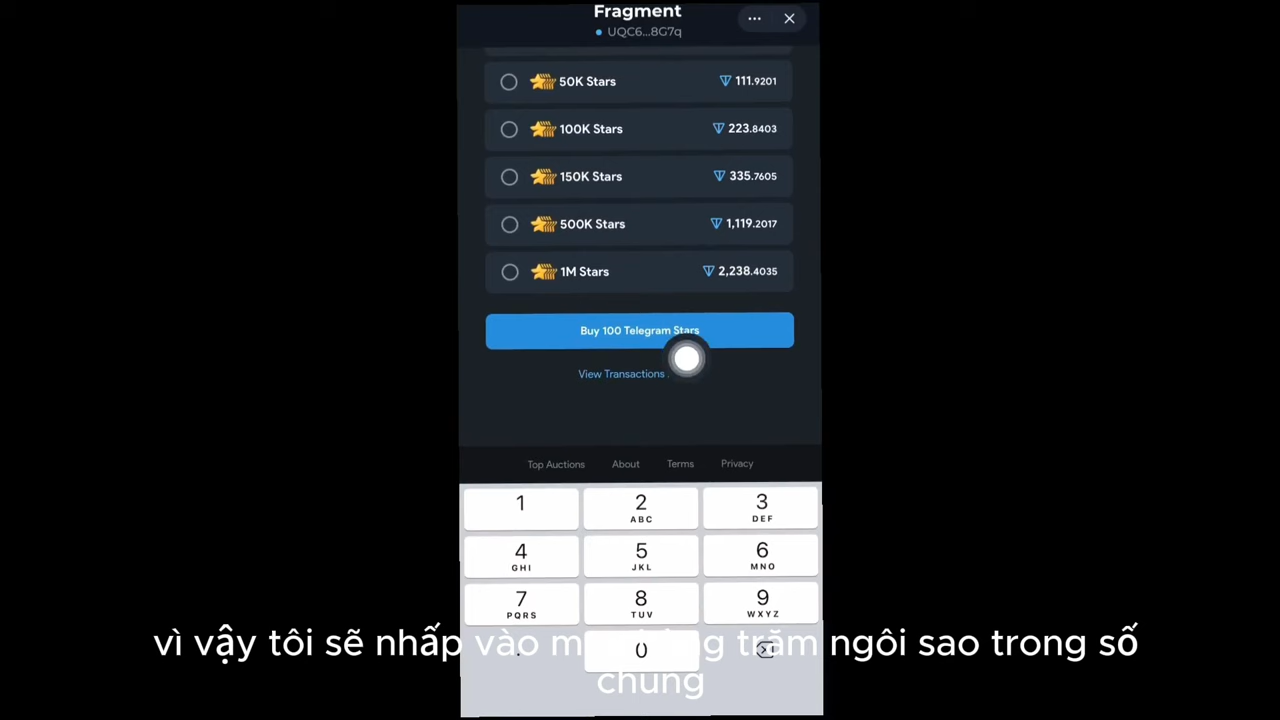 Fragment
UQC6...8G7q
50K Stars 111.9201
100K Stars 223.8403
150K Stars 335.7605
500K Stars 1,119.2017
1M Stars 2,238.4035
Buy 100 Telegram Stars
View Transactions
Top Auctions About Terms Privacy
1 2 3
ABC DEF
4 5 6
GHI JKL MNO
7 8 9
PQRS TUV WXYZ
. 0
vì vậy tôi sẽ nhấp vào trăm ngôi sao trong số
chúng